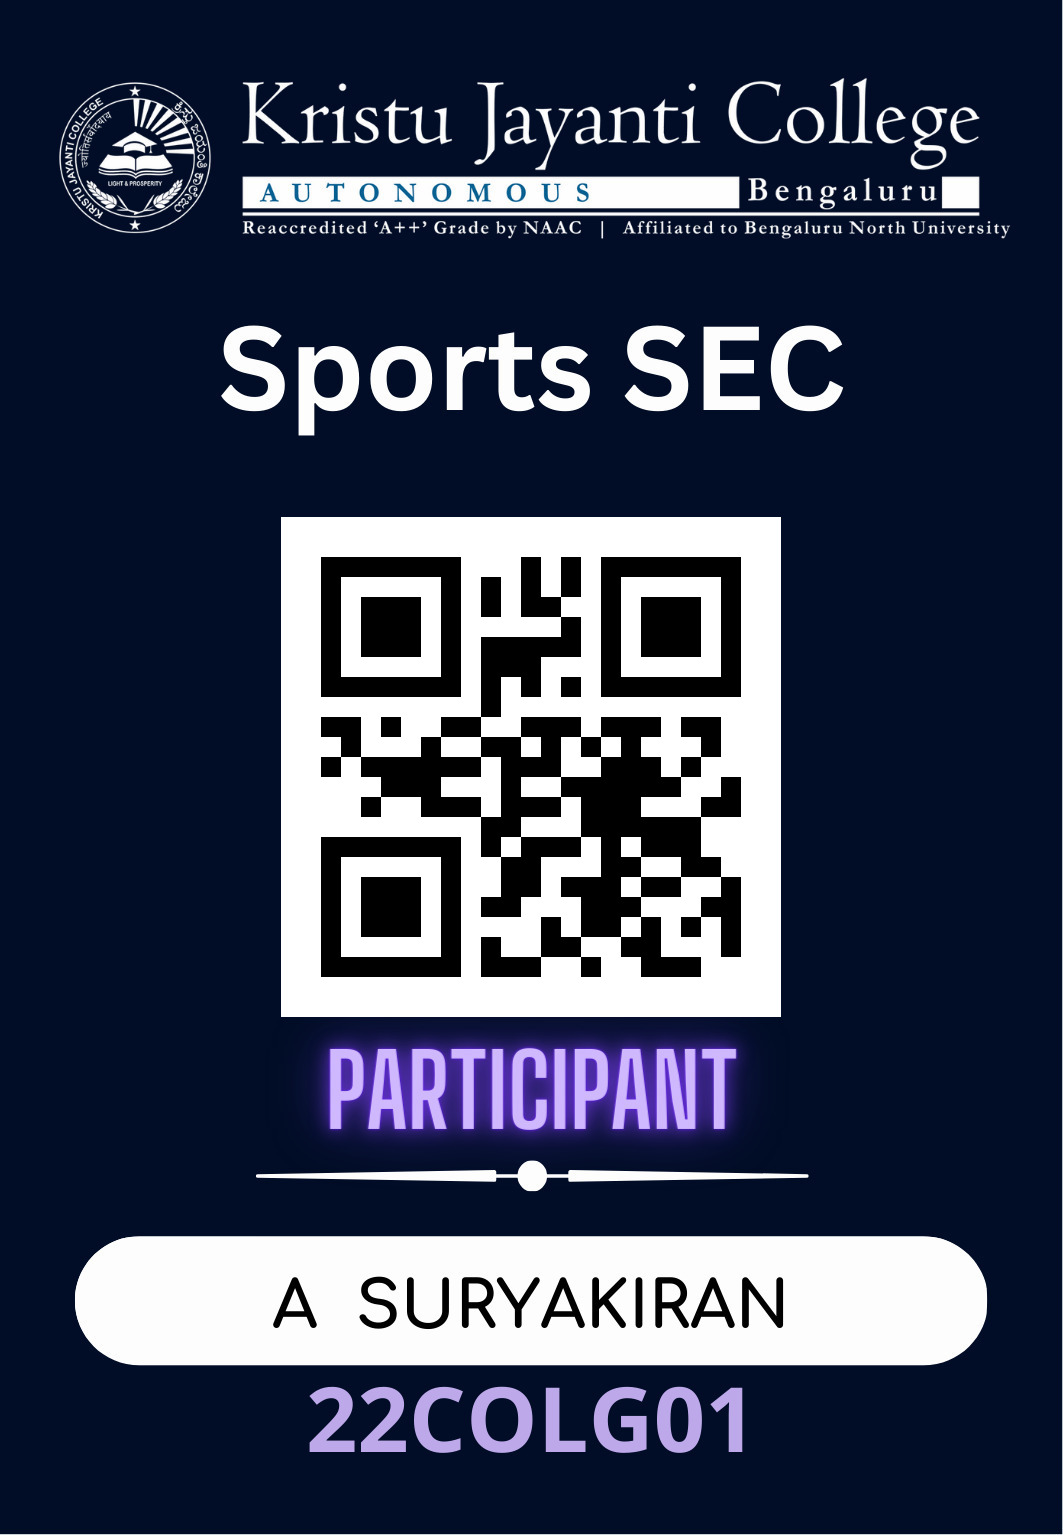 KRISTU JAYANTI COLLEGE
ज्योतिसंवादयाय
LIGHT & PROSPERITY
Kristu Jayanti College
AUTONOMOUS Bengaluru
Reaccredited ‘A++’ Grade by NAAC | Affiliated to Bengaluru North University
Sports SEC
PARTICIPANT
A SURYAKIRAN
22COLG01